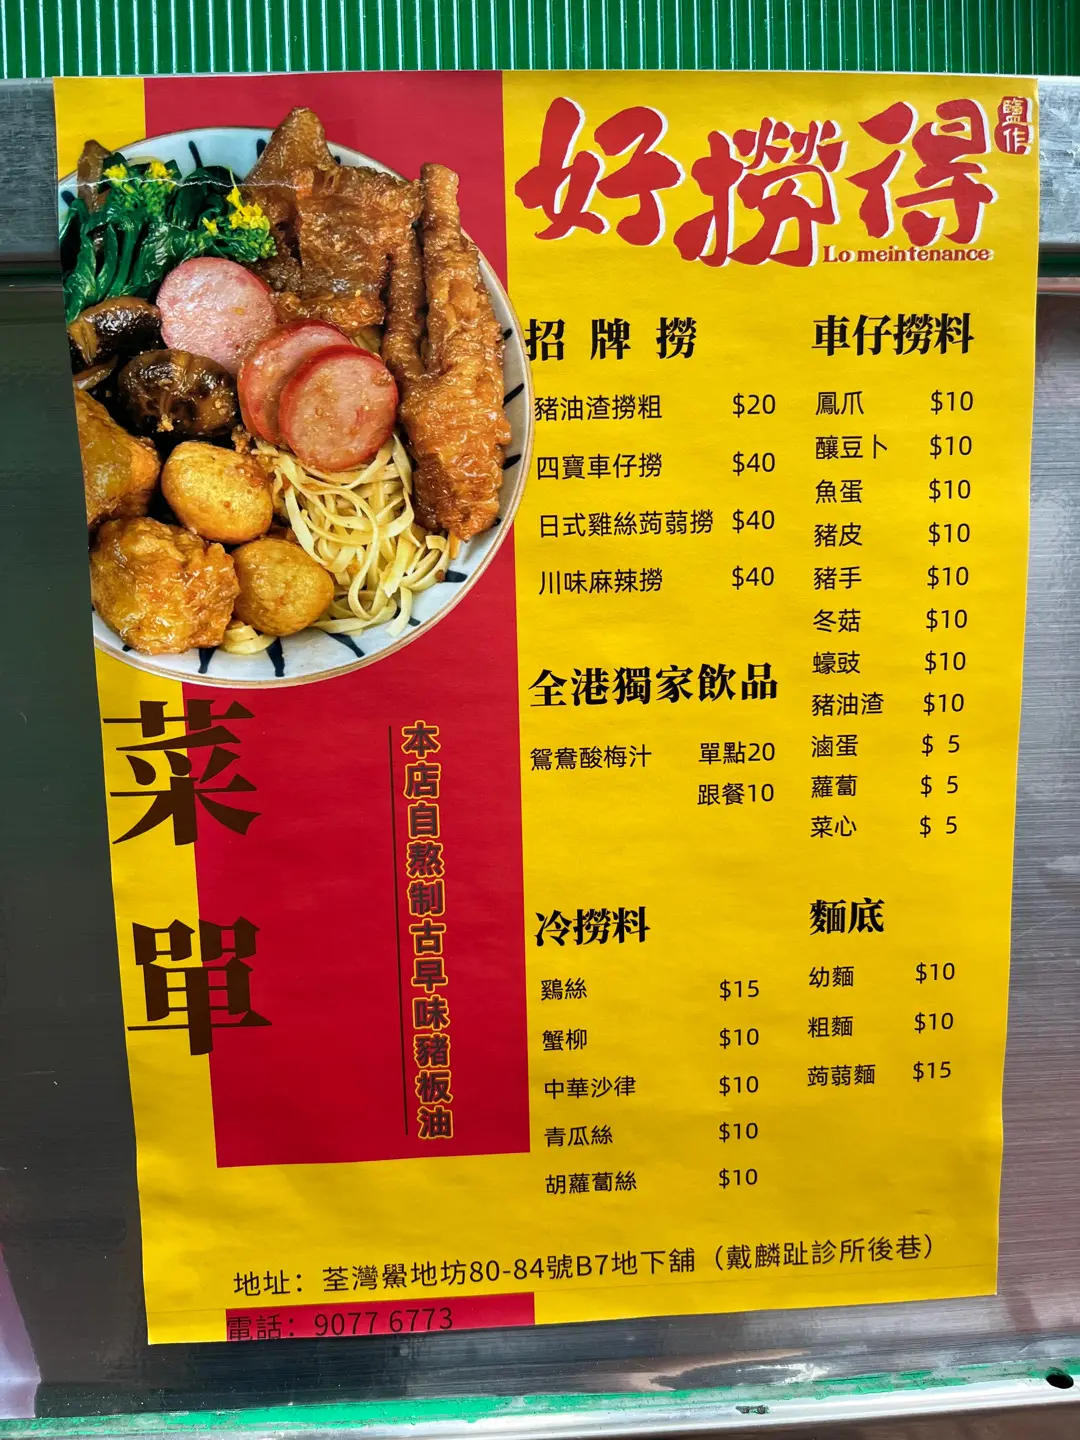 好撈得
鹽作
Lo meintenance
招牌撈
豬油渣撈粗 $20
四寶車仔撈 $40
日式雞絲蒟蒻撈 $40
川味麻辣撈 $40
全港獨家飲品
鴛鴦酸梅汁 單點20
跟餐10
車仔撈料
鳳爪 $10
釀豆卜 $10
魚蛋 $10
豬皮 $10
豬手 $10
冬菇 $10
蠔豉 $10
豬油渣 $10
滷蛋 $ 5
蘿蔔 $ 5
菜心 $ 5
冷撈料
鷄絲 $15
蟹柳 $10
中華沙律 $10
青瓜絲 $10
胡蘿蔔絲 $10
麵底
幼麵 $10
粗麵 $10
蒟蒻麵 $15
菜單
本店自熬制古早味豬板油
地址：荃灣鱟地坊80-84號B7地下舖（戴麟趾診所後巷）
電話：9077 6773